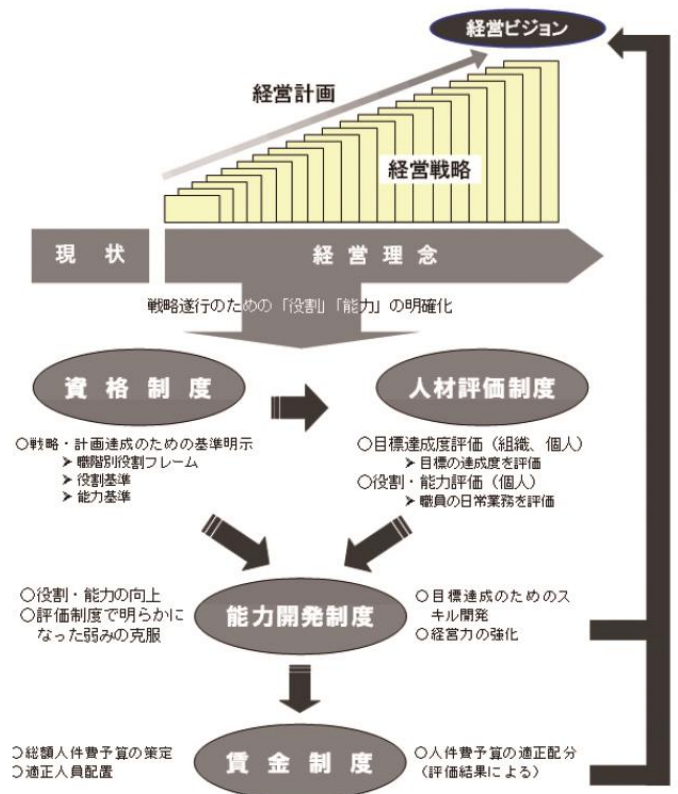 経営ビジョン
経営計画
経営戦略
現 状
経 営 理 念
戦略遂行のための「役割」「能力」の明確化
資 格 制 度
人材評価制度
○戦略・計画達成のための基準明示
➤ 職階別役割フレーム
➤ 役割基準
➤ 能力基準
○目標達成度評価（組織、個人）
➤ 目標の達成度を評価
○役割・能力評価（個人）
➤ 職員の日常業務を評価
○役割・能力の向上
○評価制度で明らかに
なった弱みの克服
能力開発制度
○目標達成のためのス
キル開発
○経営力の強化
○総額人件費予算の策定
○適正人員配置
賃 金 制 度
○人件費予算の適正配分
（評価結果による）